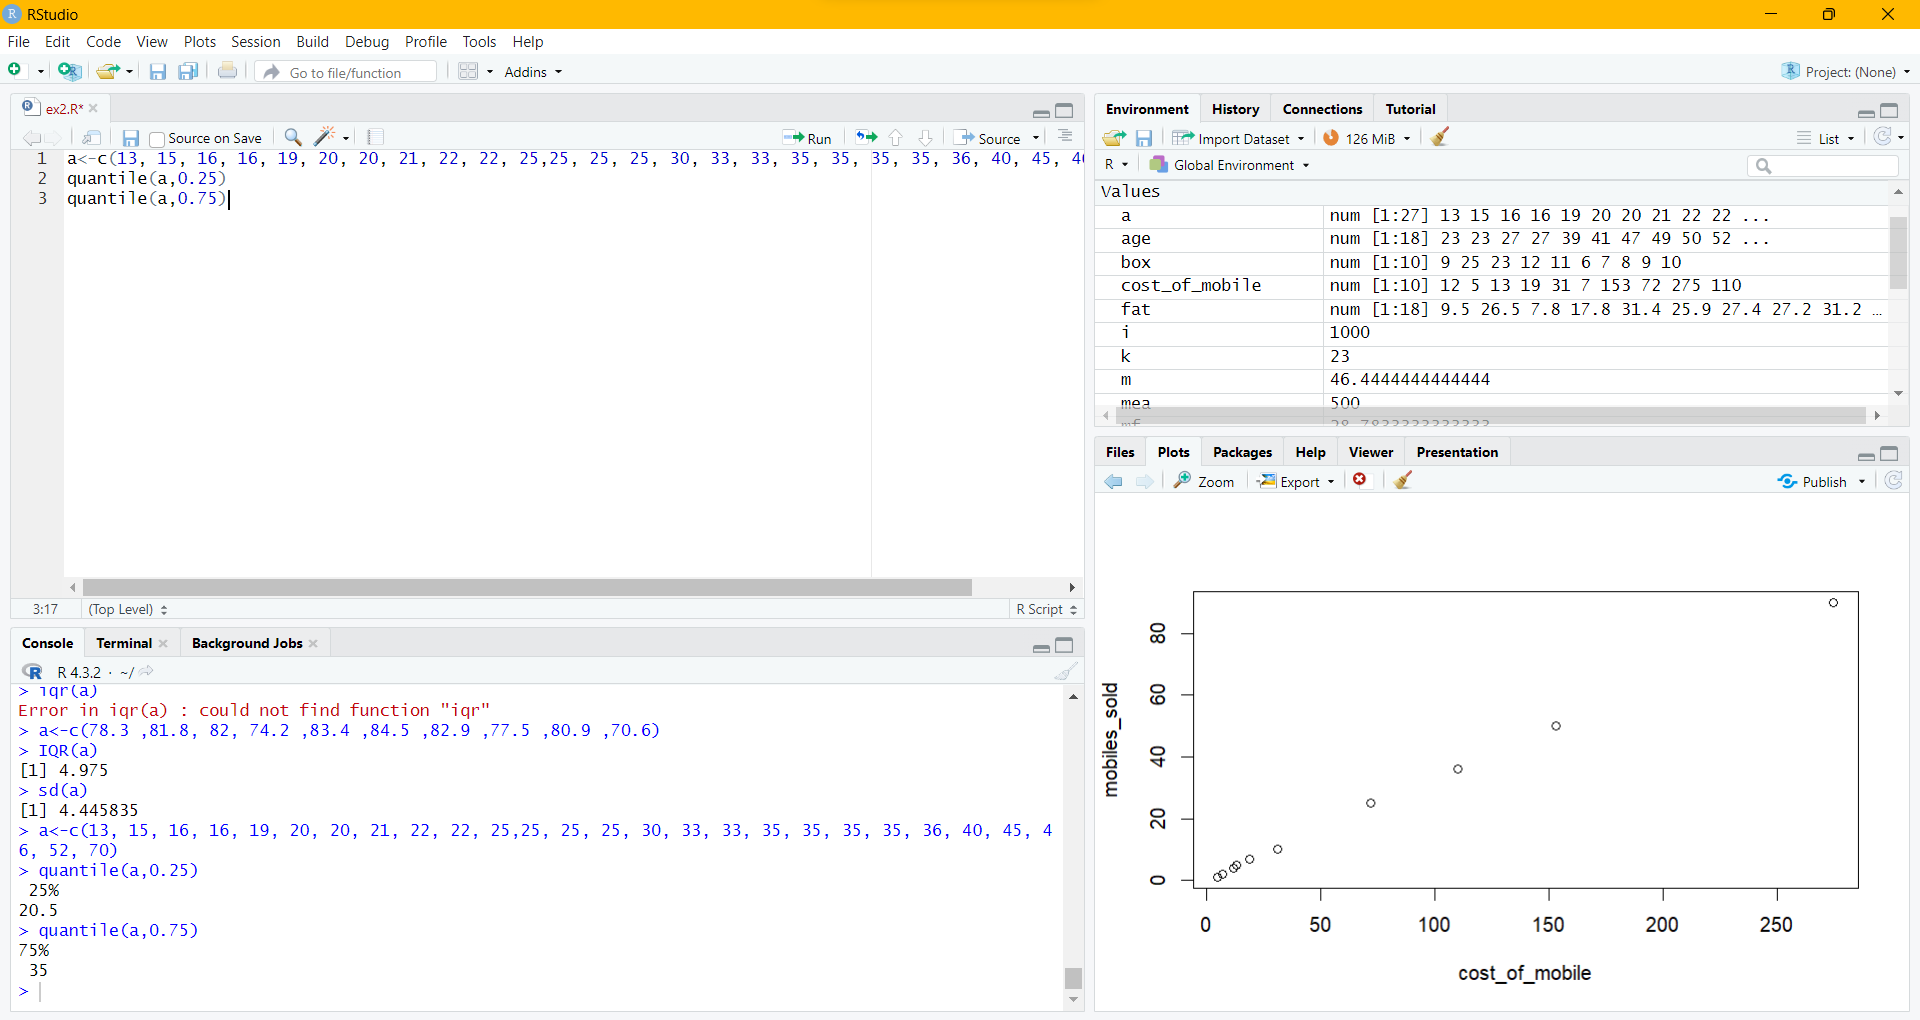 RStudio
File Edit Code View Plots Session Build Debug Profile Tools Help
Go to file/function Addins Project: (None)
ex2.R*
Source on Save Run Source
1 a<-c(13, 15, 16, 16, 19, 20, 20, 21, 22, 22, 25,25, 25, 25, 30, 33, 33, 35, 35, 35, 35, 36, 40, 45, 4
2 quantile(a,0.25)
3 quantile(a,0.75)
3:17 (Top Level) R Script
Console Terminal Background Jobs
R 4.3.2 · ~/
> iqr(a)
Error in iqr(a) : could not find function "iqr"
> a<-c(78.3 ,81.8, 82, 74.2 ,83.4 ,84.5 ,82.9 ,77.5 ,80.9 ,70.6)
> IQR(a)
[1] 4.975
> sd(a)
[1] 4.445835
> a<-c(13, 15, 16, 16, 19, 20, 20, 21, 22, 22, 25,25, 25, 25, 30, 33, 33, 35, 35, 35, 35, 36, 40, 45, 4
6, 52, 70)
> quantile(a,0.25)
25%
20.5
> quantile(a,0.75)
75%
35
>
Environment History Connections Tutorial
Import Dataset 126 MiB List
R Global Environment
Values
a num [1:27] 13 15 16 16 19 20 20 21 22 22 ...
age num [1:18] 23 23 27 27 39 41 47 49 50 52 ...
box num [1:10] 9 25 23 12 11 6 7 8 9 10
cost_of_mobile num [1:10] 12 5 13 19 31 7 153 72 275 110
fat num [1:18] 9.5 26.5 7.8 17.8 31.4 25.9 27.4 27.2 31.2 …
i 1000
k 23
m 46.4444444444444
mea 500
Files Plots Packages Help Viewer Presentation
Zoom Export Publish
mobiles_sold
80
60
40
20
0
0 50 100 150 200 250
cost_of_mobile